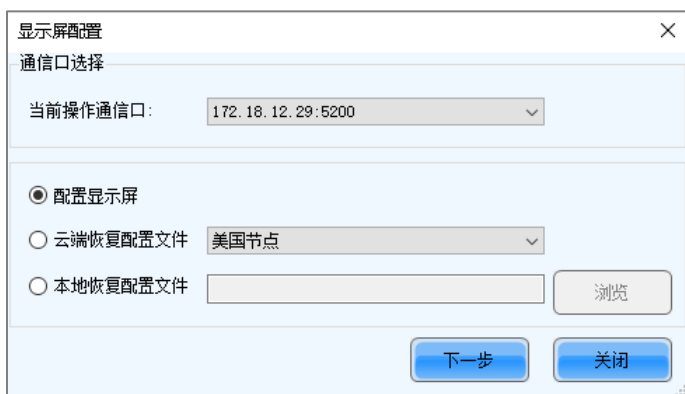 显示屏配置
通信口选择
当前操作通信口: 172.18.12.29:5200
配置显示屏
云端恢复配置文件 美国节点
本地恢复配置文件 浏览
下一步 关闭